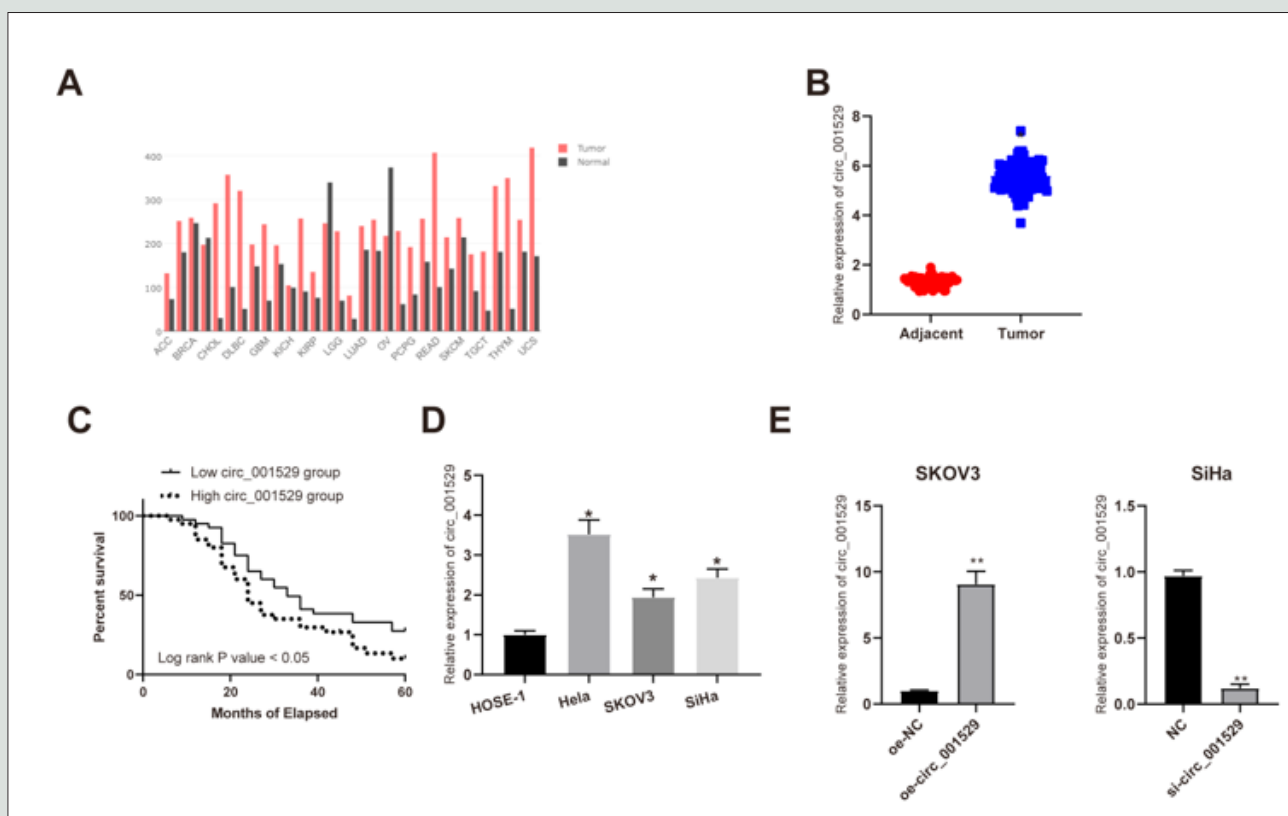 A
Tumor
Normal
400
300
200
100
0
ACC
BRCA
CHOL
DLBC
GBM
KICH
KIRP
LGG
LUAD
OV
PCPG
READ
SKCM
TGCT
THYM
UCS
B
Relative expression of circ_001529
8
6
4
2
0
Adjacent
Tumor
C
Low circ_001529 group
High circ_001529 group
Percent survival
100
50
0
Log rank P value < 0.05
0
20
40
60
Months of Elapsed
D
Relative expression of circ_001529
5
4
3
2
1
0
*
*
*
HOSE-1
Hela
SKOV3
SiHa
E
SKOV3
Relative expression of circ_001529
15
10
5
0
**
oe-NC
oe-circ_001529
SiHa
Relative expression of circ_001529
1.5
1.0
0.5
0.0
**
NC
si-circ_001529